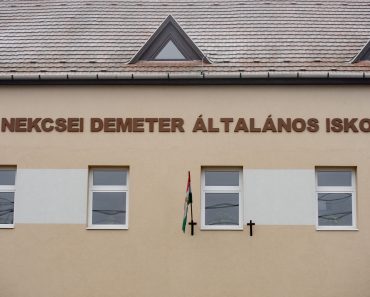 NEKCSEI DEMETER ÁLTALÁNOS ISKO